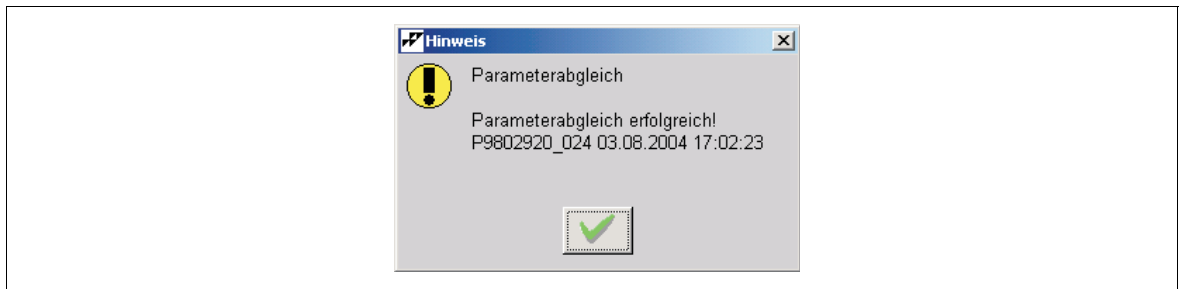 Hinweis
Parameterabgleich
Parameterabgleich erfolgreich!
P9802920_024 03.08.2004 17:02:23